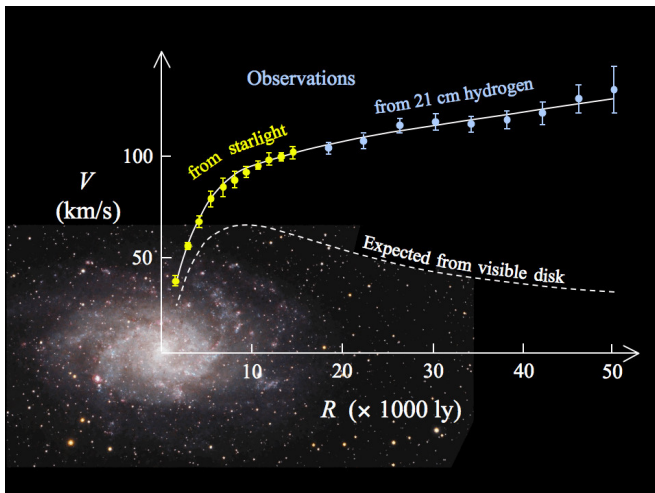 Observations
from 21 cm hydrogen
from starlight
100
V
(km/s)
50
Expected from visible disk
10
20
30
40
50
R (× 1000 ly)